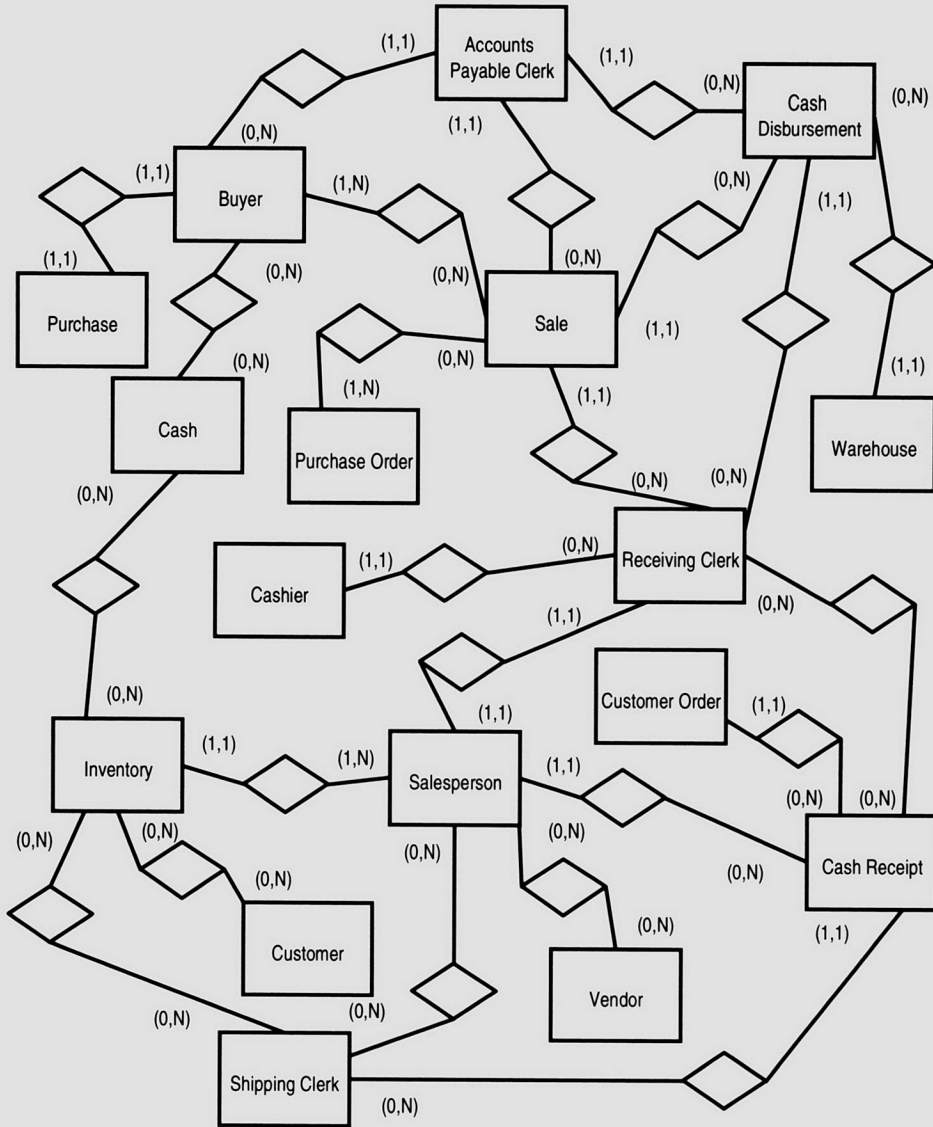 (1,1)
Accounts
Payable Clerk
(1,1)
(0,N)
Cash
Disbursement
(0,N)
(1,1)
(0,N)
(1,1)
Buyer
(1,N)
(0,N)
(1,1)
(1,1)
Purchase
(0,N)
(0,N)
(0,N)
Sale
(1,1)
(0,N)
(0,N)
(1,N)
(1,1)
(1,1)
Cash
Purchase Order
Warehouse
(0,N)
(0,N)
(0,N)
(1,1)
Cashier
(0,N)
Receiving Clerk
(0,N)
(1,1)
Customer Order
(1,1)
(0,N)
(1,1)
(1,1)
Inventory
(1,N)
Salesperson
(1,1)
(0,N)
(0,N)
(0,N)
(0,N)
(0,N)
(0,N)
(0,N)
Cash Receipt
(0,N)
(0,N)
(1,1)
Customer
(0,N)
Vendor
(0,N)
(0,N)
Shipping Clerk
(0,N)